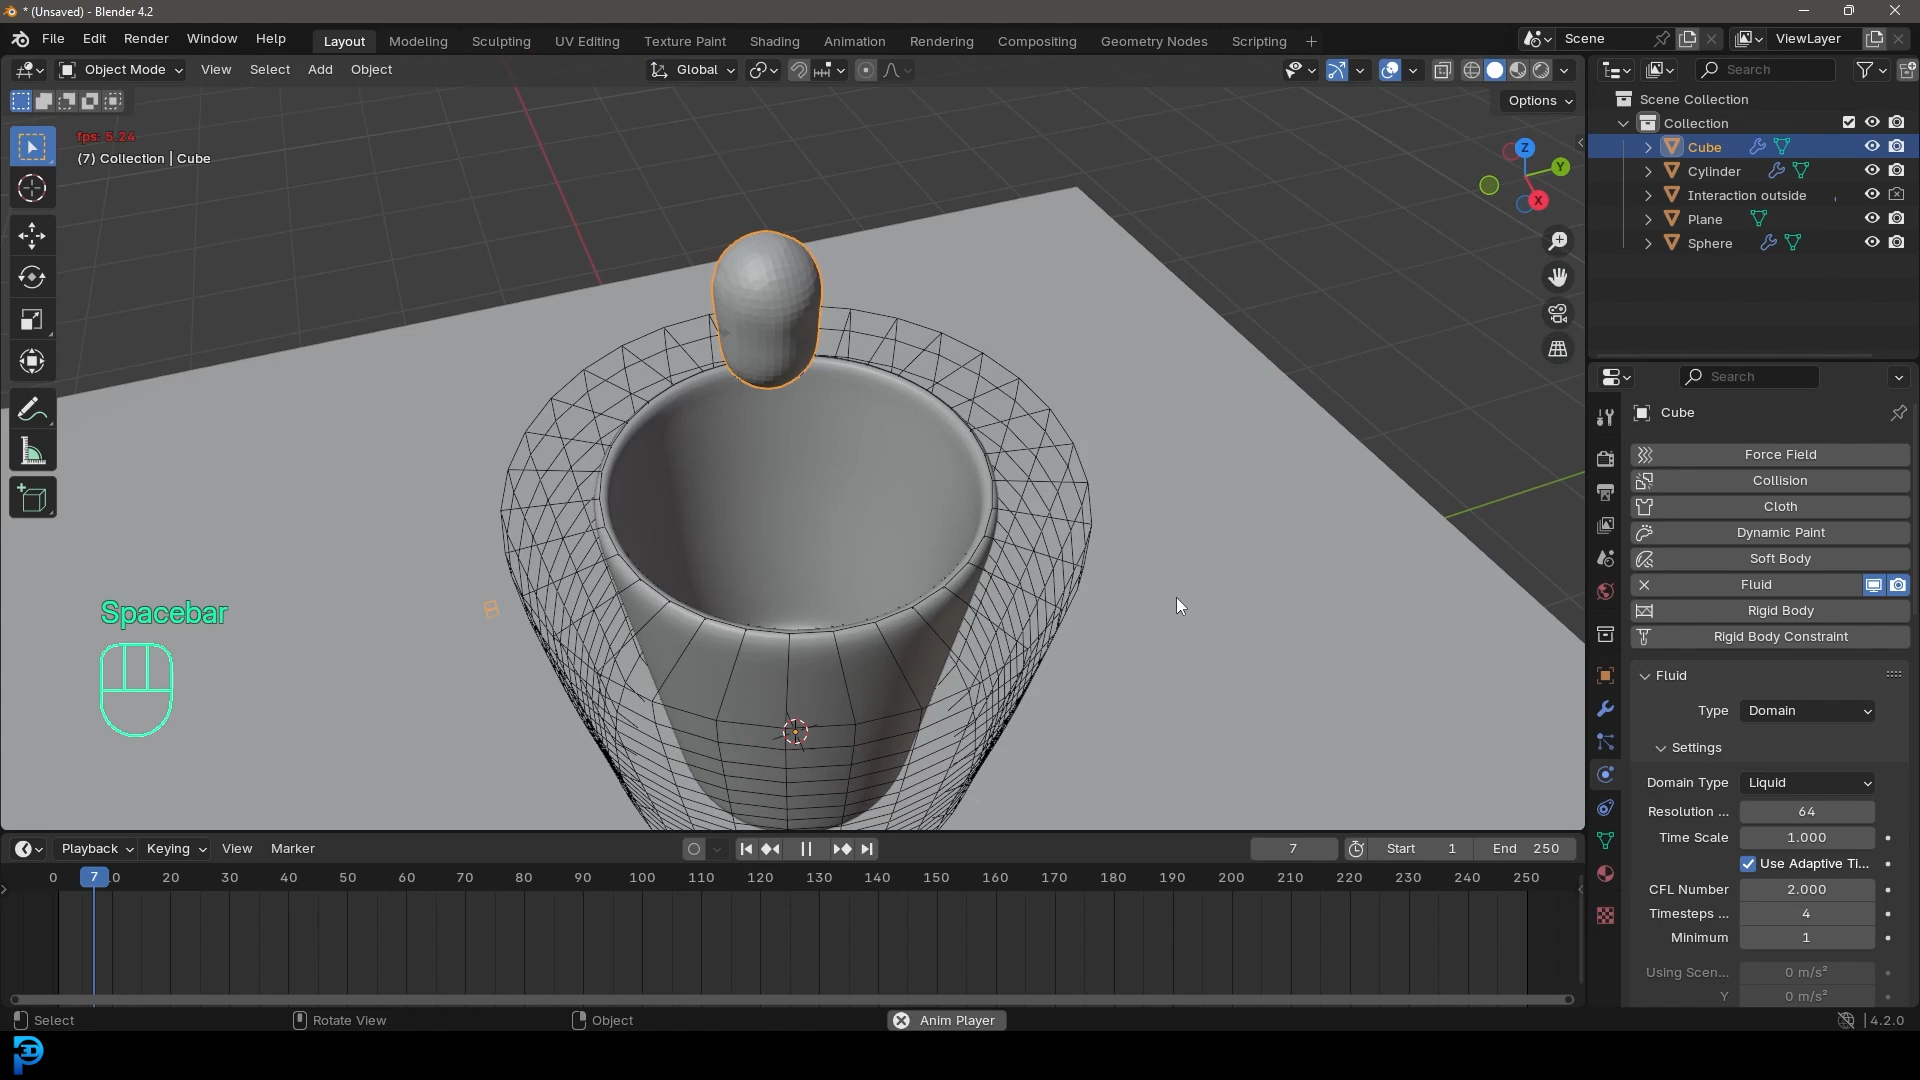 * (Unsaved) - Blender 4.2
File Edit Render Window Help
Layout Modeling Sculpting UV Editing Texture Paint Shading Animation Rendering Compositing Geometry Nodes Scripting +
Scene
ViewLayer
Object Mode View Select Add Object
Global
Search
Options
fps: 5.24
(7) Collection | Cube
Z
Y
X
Scene Collection
Collection
Cube
Cylinder
Interaction outside
Plane
Sphere
Search
Cube
Force Field
Collision
Cloth
Dynamic Paint
Soft Body
Fluid
Rigid Body
Rigid Body Constraint
Fluid
Type Domain
Settings
Domain Type Liquid
Resolution ... 64
Time Scale 1.000
Use Adaptive Ti...
CFL Number 2.000
Timesteps ... 4
Minimum 1
Using Scen... 0 m/s²
Y 0 m/s²
Spacebar
Playback Keying View Marker
7
Start 1
End 250
0 7 10 20 30 40 50 60 70 80 90 100 110 120 130 140 150 160 170 180 190 200 210 220 230 240 250
Select
Rotate View
Object
Anim Player
4.2.0